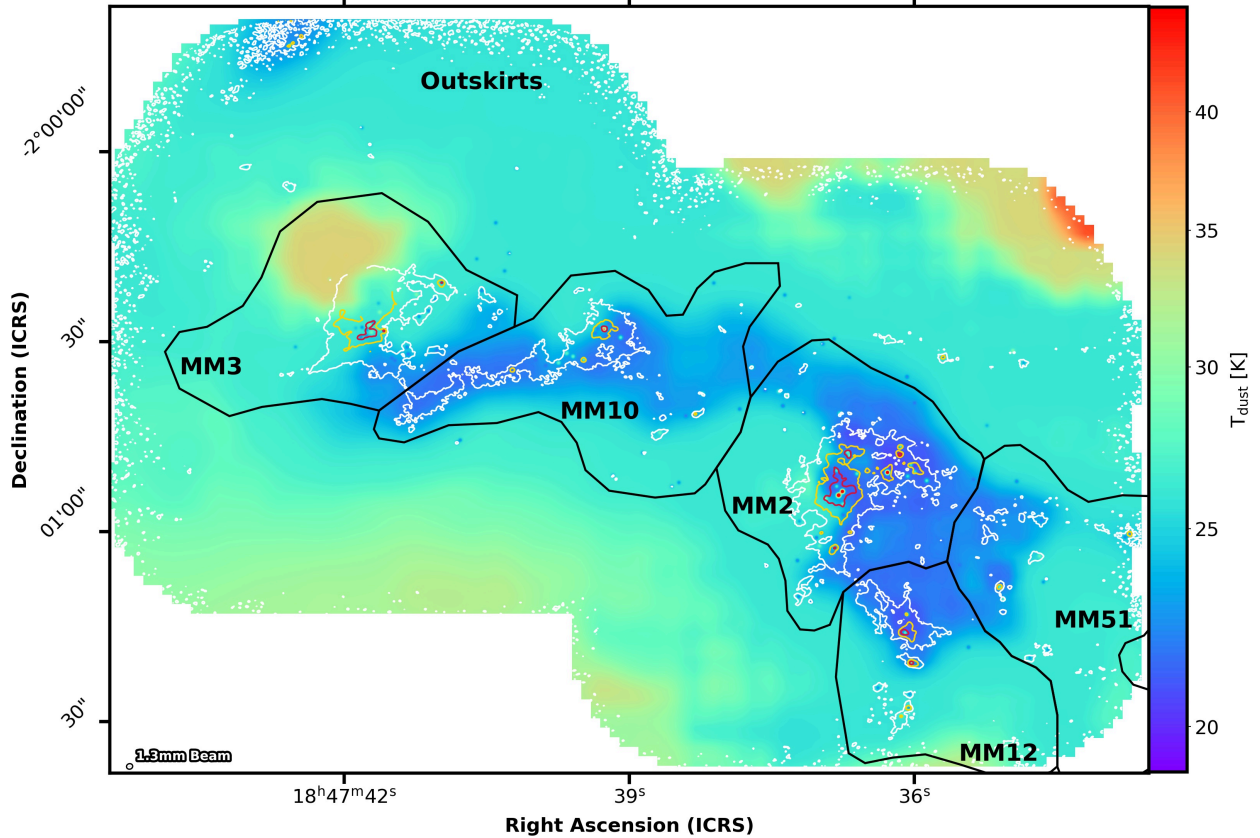 Outskirts
MM3
MM10
MM2
MM51
MM12
1.3mm Beam
-2°00'00"
30"
01'00"
30"
Declination (ICRS)
18ʰ47ᵐ42ˢ
39ˢ
36ˢ
Right Ascension (ICRS)
40
35
30
25
20
T_dust [K]